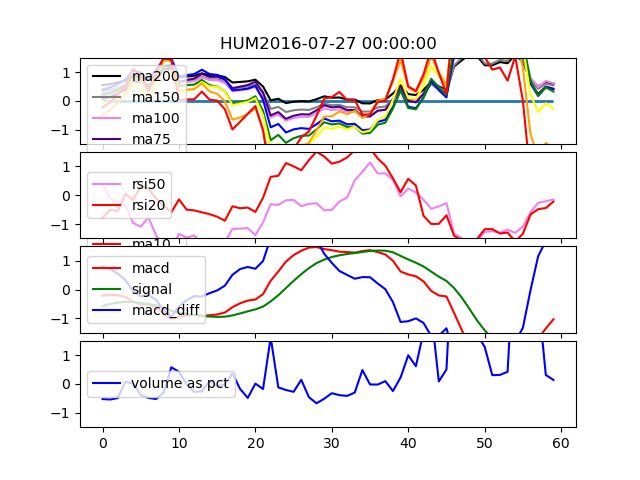 HUM2016-07-27 00:00:00
1
0
−1
ma200
ma150
ma100
ma75
1
0
−1
rsi50
rsi20
ma10
1
0
−1
macd
signal
macd_diff
1
0
−1
volume as pct
0 10 20 30 40 50 60